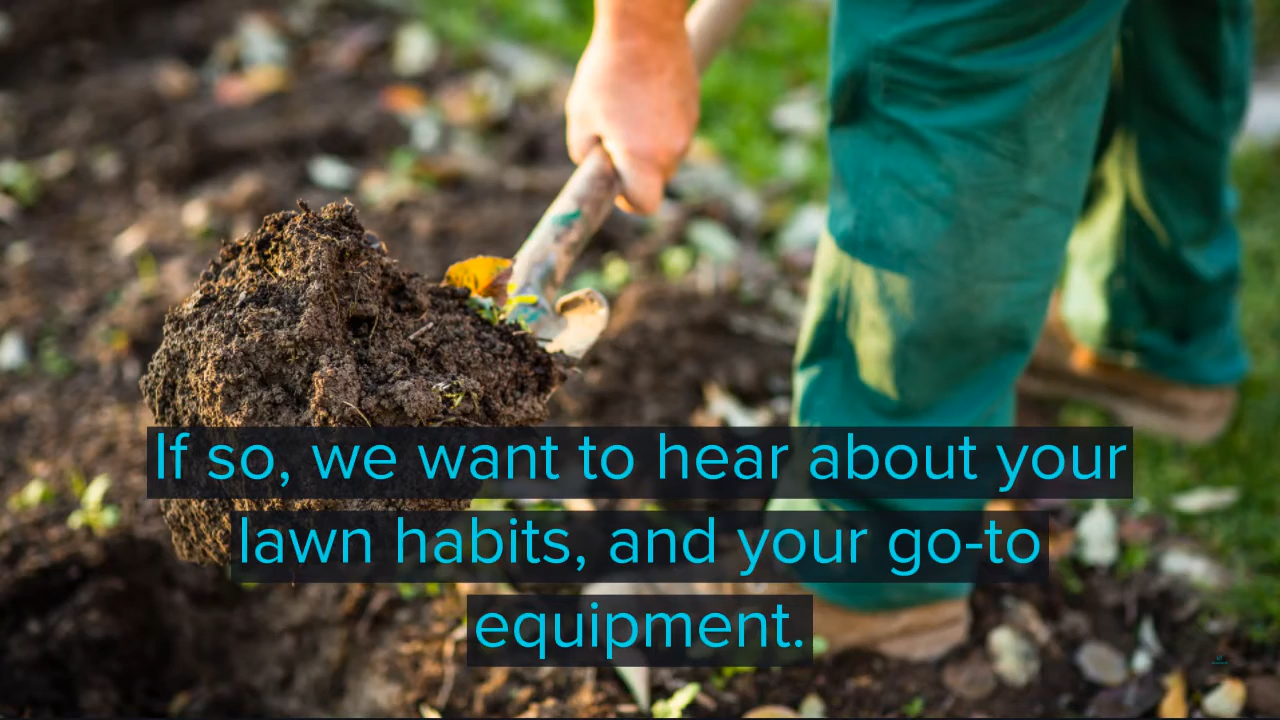 If so, we want to hear about your
lawn habits, and your go-to
equipment.